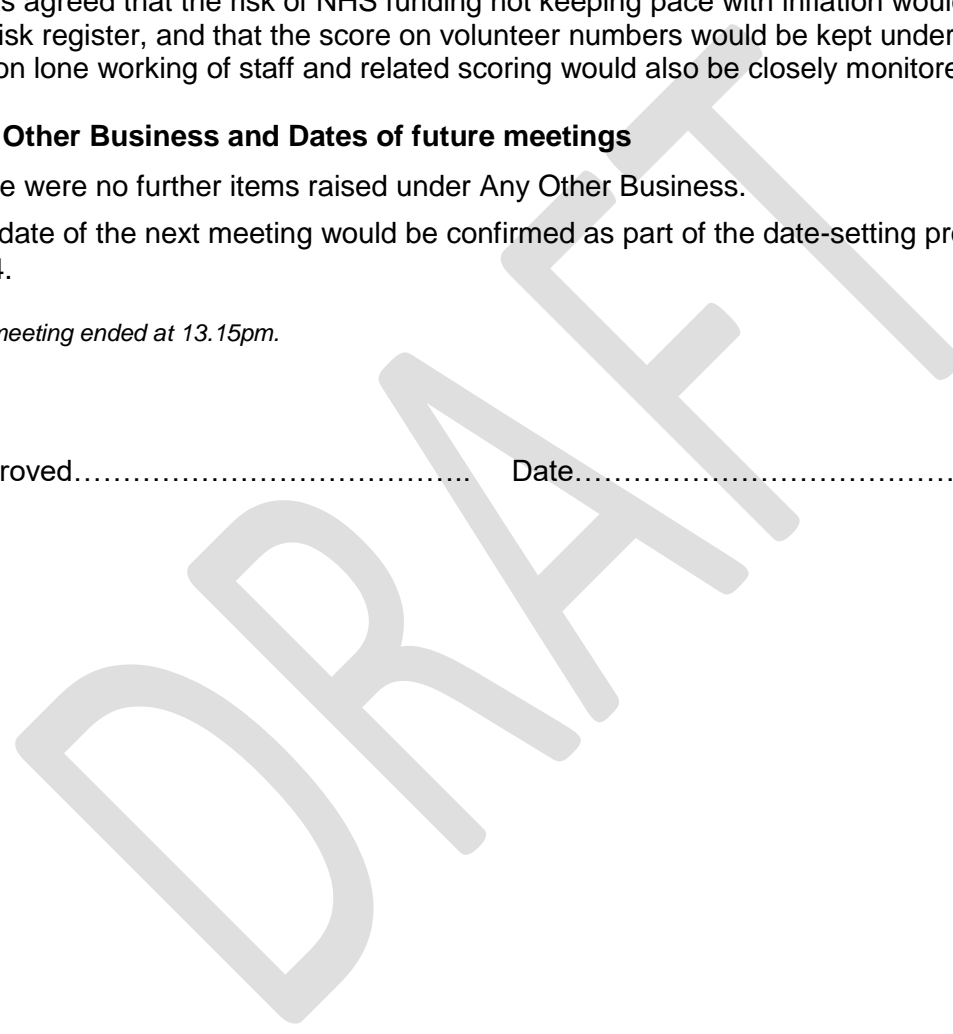 s agreed that the risk of NHS funding not keeping pace with inflation woul
isk register, and that the score on volunteer numbers would be kept under
on lone working of staff and related scoring would also be closely monitore
Other Business and Dates of future meetings
e were no further items raised under Any Other Business.
date of the next meeting would be confirmed as part of the date-setting pr
4.
meeting ended at 13.15pm.
roved………………………………….. Date…………………………………
DRAFT